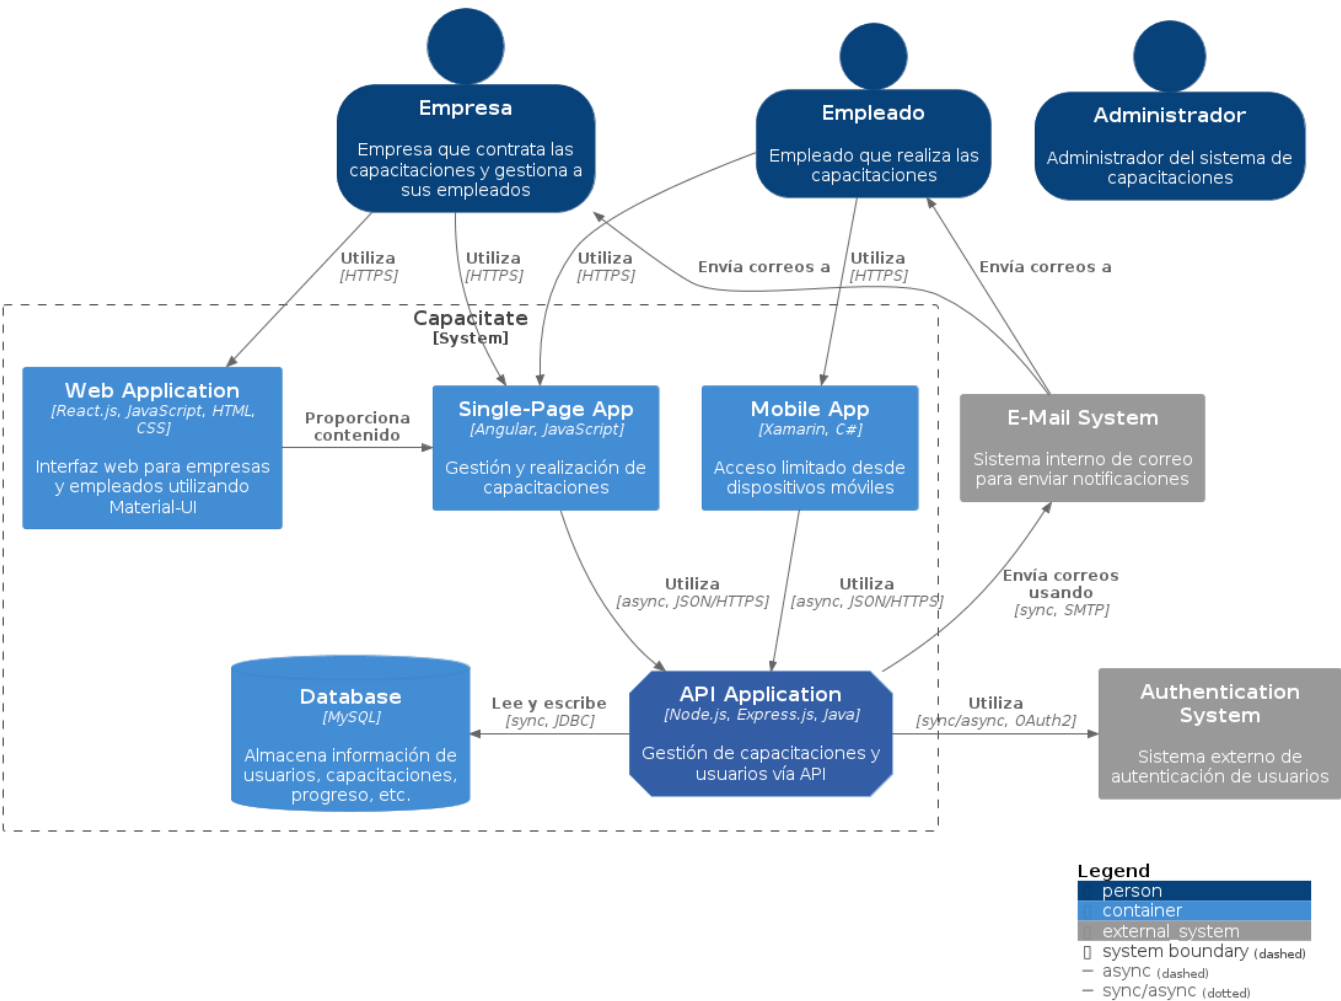 Empresa
Empresa que contrata las
capacitaciones y gestiona a
sus empleados
Empleado
Empleado que realiza las
capacitaciones
Administrador
Administrador del sistema de
capacitaciones
Utiliza
[HTTPS]
Utiliza
[HTTPS]
Utiliza
[HTTPS]
Envía correos a
Utiliza
[HTTPS]
Envía correos a
Capacitate
[System]
Web Application
[React.js, JavaScript, HTML,
CSS]
Interfaz web para empresas
y empleados utilizando
Material-UI
Proporciona
contenido
Single-Page App
[Angular, JavaScript]
Gestión y realización de
capacitaciones
Mobile App
[Xamarin, C#]
Acceso limitado desde
dispositivos móviles
E-Mail System
Sistema interno de correo
para enviar notificaciones
Utiliza
[async, JSON/HTTPS]
Utiliza
[async, JSON/HTTPS]
Envía correos
usando
[sync, SMTP]
Database
[MySQL]
Almacena información de
usuarios, capacitaciones,
progreso, etc.
Lee y escribe
[sync, JDBC]
API Application
[Node.js, Express.js, Java]
Gestión de capacitaciones y
usuarios vía API
Utiliza
[sync/async, OAuth2]
Authentication
System
Sistema externo de
autenticación de usuarios
Legend
person
container
external_system
system boundary (dashed)
async (dashed)
sync/async (dotted)